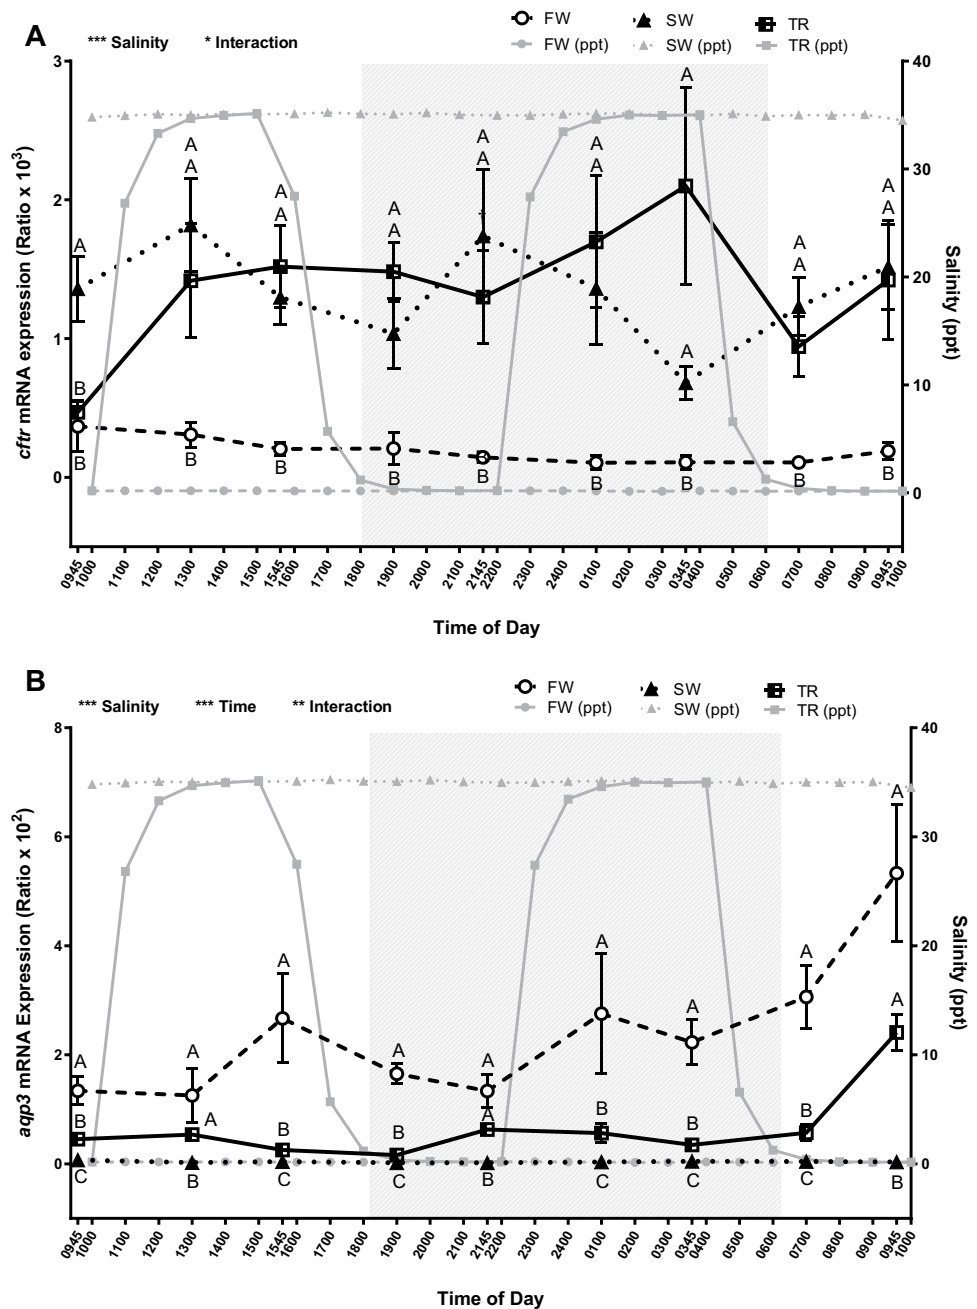 A
*** Salinity * Interaction
FW SW TR
FW (ppt) SW (ppt) TR (ppt)
3
2
1
0
cftr mRNA expression (Ratio x 10³)
40
30
20
10
0
Salinity (ppt)
A A A A A A A A A A A A A A A A
B B B B B B B B B B
0945 1000 1100 1200 1300 1500 1545 1600 1700 1800 1900 2000 2100 2145 2200 2300 2400 0100 0200 0300 0345 0400 0500 0600 0700 0800 0900 0945 1000
Time of Day
B
*** Salinity *** Time ** Interaction
FW SW TR
FW (ppt) SW (ppt) TR (ppt)
8
6
4
2
0
aqp3 mRNA Expression (Ratio x 10²)
40
30
20
10
0
Salinity (ppt)
A A A A A A A A A
B A B B A B B B A
C B C C B C C C B
0945 1000 1100 1200 1300 1400 1500 1545 1600 1700 1800 1900 2000 2100 2145 2200 2300 2400 0100 0200 0300 0345 0400 0500 0600 0700 0800 0900 0945 1000
Time of Day